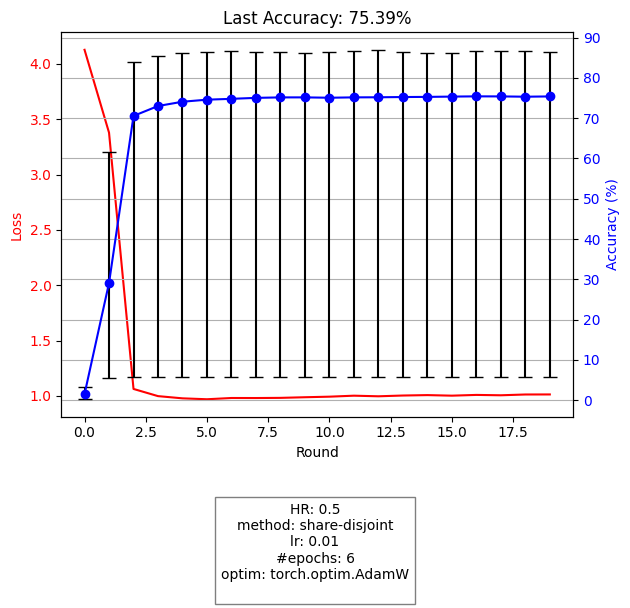 Last Accuracy: 75.39%
4.0
3.5
3.0
2.5
2.0
1.5
1.0
Loss
90
80
70
60
50
40
30
20
10
0
Accuracy (%)
0.0 2.5 5.0 7.5 10.0 12.5 15.0 17.5
Round
HR: 0.5
method: share-disjoint
lr: 0.01
#epochs: 6
optim: torch.optim.AdamW